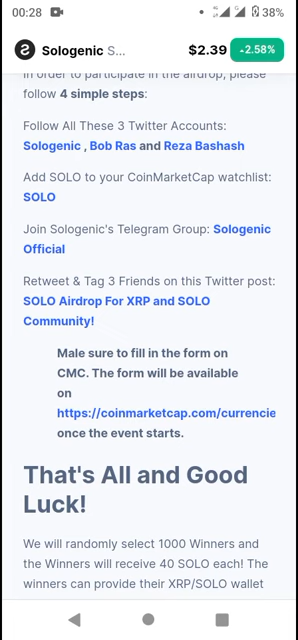 00:28 38%
Sologenic S... $2.39 2.58%
In order to participate in the airdrop, please
follow 4 simple steps:
Follow All These 3 Twitter Accounts:
Sologenic , Bob Ras and Reza Bashash
Add SOLO to your CoinMarketCap watchlist:
SOLO
Join Sologenic's Telegram Group: Sologenic
Official
Retweet & Tag 3 Friends on this Twitter post:
SOLO Airdrop For XRP and SOLO
Community!
Male sure to fill in the form on
CMC. The form will be available
on
https://coinmarketcap.com/currencie
once the event starts.
That's All and Good
Luck!
We will randomly select 1000 Winners and
the Winners will receive 40 SOLO each! The
winners can provide their XRP/SOLO wallet